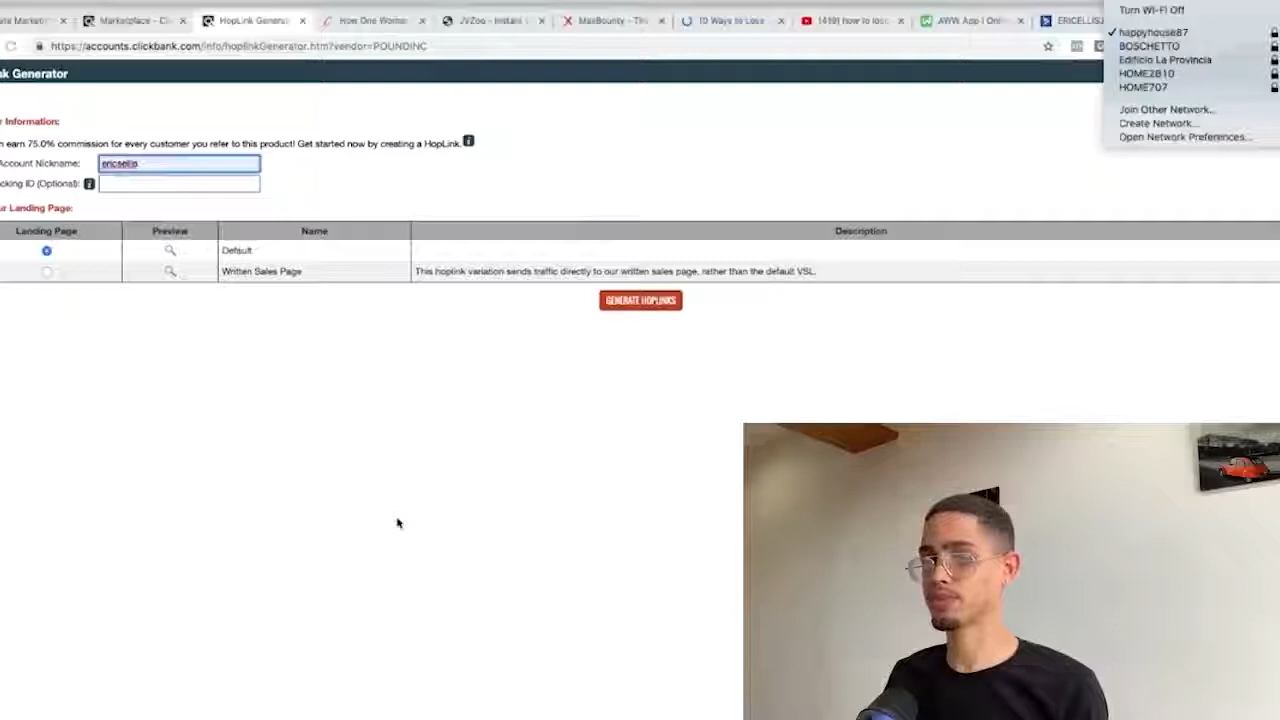 Marketplace - Cli
HopLink Generat
How One Woman
JVZoo - Instant
MaxBounty - The
10 Ways to Lose
(419) how to los
AWW App | Onli
ERICELLIS
https://accounts.clickbank.com/info/hoplinkGenerator.htm?vendor=POUNDINC
nk Generator
Turn Wi-Fi Off
happyhouse87
BOSCHETTO
Edificio La Provincia
HOME2810
HOME707
Join Other Network...
Create Network...
Open Network Preferences...
r Information:
n earn 75.0% commission for every customer you refer to this product! Get started now by creating a HopLink.
Account Nickname:
cking ID (Optional):
ur Landing Page:
Landing Page Preview Name Description
Default
Written Sales Page This hoplink variation sends traffic directly to our written sales page, rather than the default VSL.
GENERATE HOPLINKS